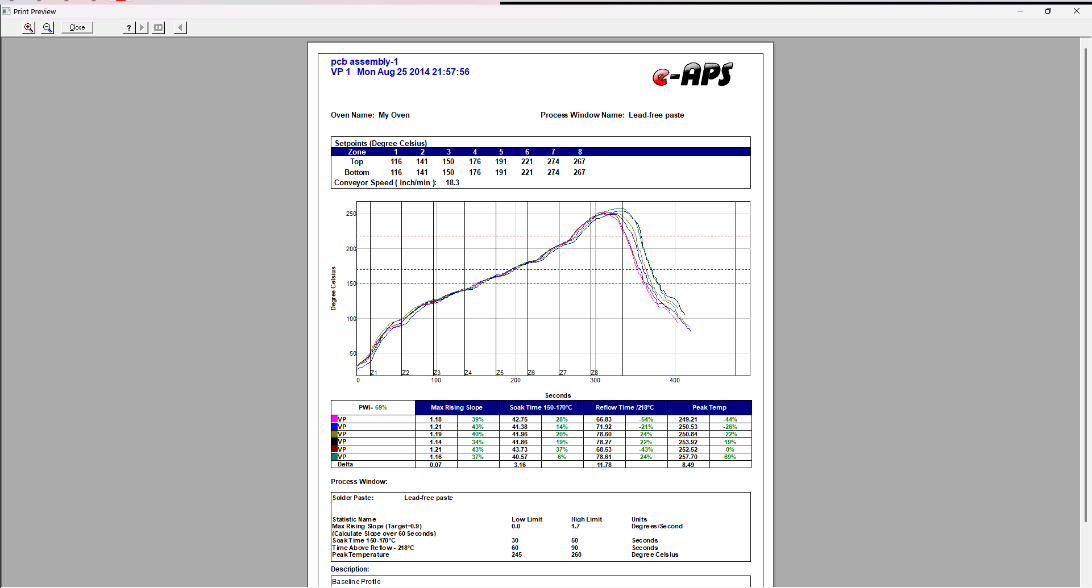 Print Preview
Close
?
pcb assembly-1
VP 1 Mon Aug 25 2014 21:57:56
e-APS
Oven Name: My Oven
Process Window Name: Lead-free paste
Setpoints (Degree Celsius)
Zone 1 2 3 4 5 6 7 8
Top 116 141 150 176 191 221 274 267
Bottom 116 141 150 176 191 221 274 267
Conveyor Speed ( inch/min ): 18.3
250
200
150
100
50
Degree Celsius
Z1 Z2 Z3 Z4 Z5 Z6 Z7 Z8
0 100 200 300 400
Seconds
PWI= 69% Max Rising Slope Soak Time 150-170°C Reflow Time /218°C Peak Temp
VP 1.18 39% 42.75 28% 66.83 -54% 249.21 -44%
VP 1.21 43% 41.38 14% 71.92 -21% 250.53 -26%
VP 1.19 40% 41.96 20% 78.60 24% 250.84 -22%
VP 1.14 34% 41.86 19% 78.27 22% 253.92 19%
VP 1.21 43% 43.73 37% 68.53 -43% 252.52 0%
VP 1.16 37% 40.57 6% 78.61 24% 257.70 69%
Delta 0.07 3.16 11.78 8.49
Process Window:
Solder Paste: Lead-free paste
Statistic Name Low Limit High Limit Units
Max Rising Slope (Target=0.9) 0.0 1.7 Degrees/Second
(Calculate Slope over 60 Seconds)
Soak Time 150-170°C 30 50 Seconds
Time Above Reflow - 218°C 60 90 Seconds
Peak Temperature 245 260 Degree Celsius
Description:
Baseline Profile